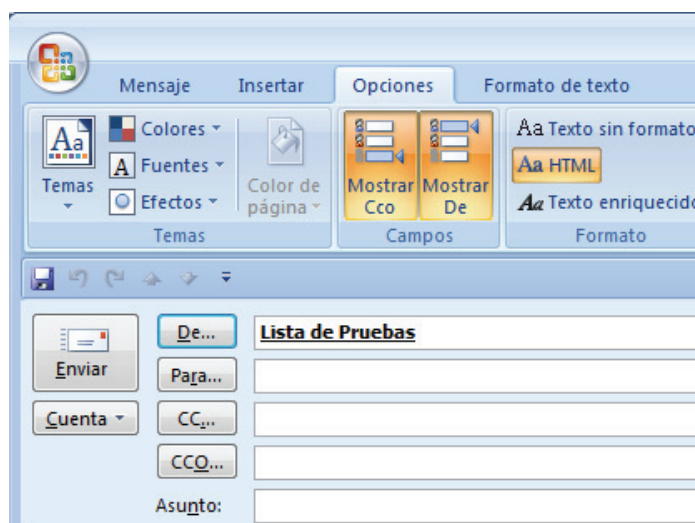 Mensaje Insertar Opciones Formato de texto
Aa
Temas
Colores
A Fuentes
Efectos
Color de
página
Temas
Mostrar
Cco
Mostrar
De
Campos
Aa Texto sin formato
Aa HTML
Aa Texto enriquecido
Formato
Enviar
Cuenta
De... Lista de Pruebas
Para...
CC...
CCO...
Asunto: